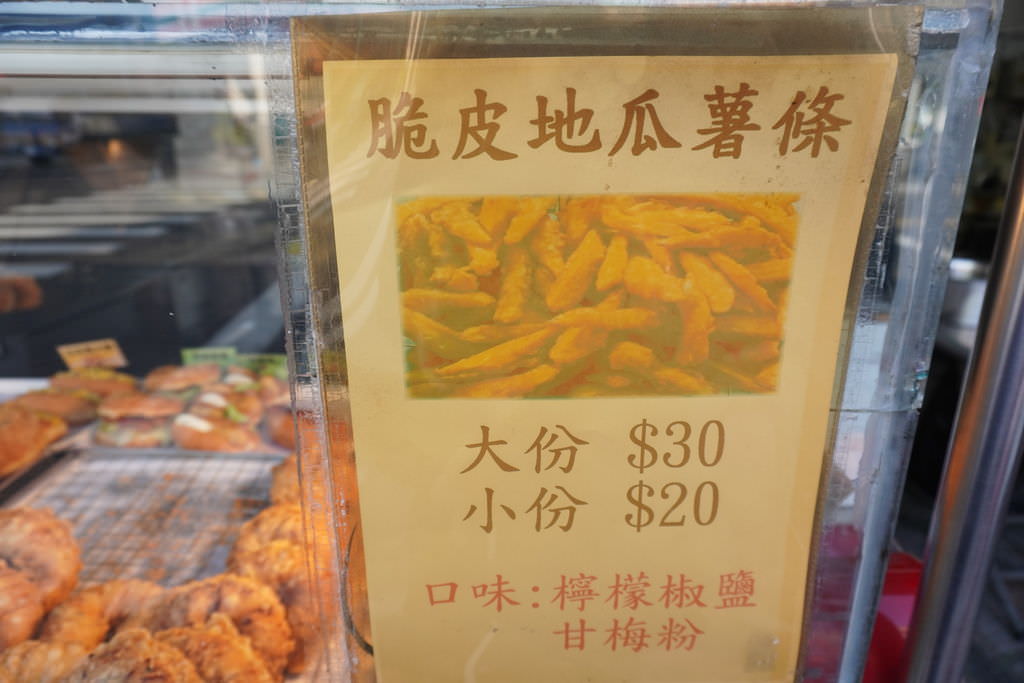 脆皮地瓜薯條
大份 $30
小份 $20
口味:檸檬椒鹽
甘梅粉